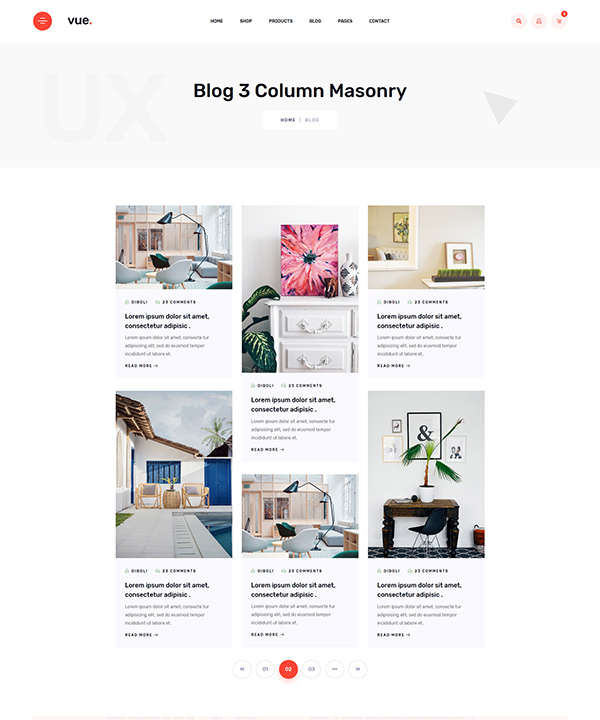 vue.
HOME SHOP PRODUCTS BLOG PAGES CONTACT
3
UX
Blog 3 Column Masonry
HOME | BLOG
DIBOLI 23 COMMENTS
Lorem ipsum dolor sit amet,
consectetur adipisic .
Lorem ipsum dolor sit amet, consecte tur
adipisicing elit, sed do eiusmod tempor
incididunt ut labore et.
READ MORE
DIBOLI 23 COMMENTS
Lorem ipsum dolor sit amet,
consectetur adipisic .
Lorem ipsum dolor sit amet, consecte tur
adipisicing elit, sed do eiusmod tempor
incididunt ut labore et.
READ MORE
DIBOLI 23 COMMENTS
Lorem ipsum dolor sit amet,
consectetur adipisic .
Lorem ipsum dolor sit amet, consecte tur
adipisicing elit, sed do eiusmod tempor
incididunt ut labore et.
READ MORE
&
DIBOLI 23 COMMENTS
Lorem ipsum dolor sit amet,
consectetur adipisic .
Lorem ipsum dolor sit amet, consecte tur
adipisicing elit, sed do eiusmod tempor
incididunt ut labore et.
READ MORE
DIBOLI 23 COMMENTS
Lorem ipsum dolor sit amet,
consectetur adipisic .
Lorem ipsum dolor sit amet, consecte tur
adipisicing elit, sed do eiusmod tempor
incididunt ut labore et.
READ MORE
DIBOLI 23 COMMENTS
Lorem ipsum dolor sit amet,
consectetur adipisic .
Lorem ipsum dolor sit amet, consecte tur
adipisicing elit, sed do eiusmod tempor
incididunt ut labore et.
READ MORE
01 02 03